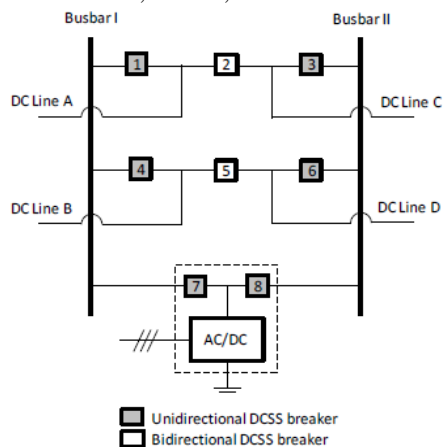 Busbar I
Busbar II
1
2
3
DC Line A
DC Line C
4
5
6
DC Line B
DC Line D
7
8
AC/DC
Unidirectional DCSS breaker
Bidirectional DCSS breaker